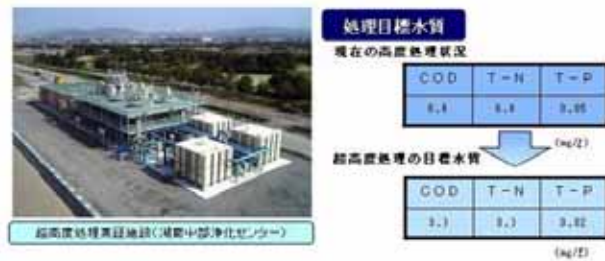 処理目標水質
現在の高度処理状況
COD T-N T-P
(mg/ℓ)
超高度処理の目標水質
COD T-N T-P
0.02
(mg/ℓ)
超高度処理実証施設(湖南中部浄化センター)